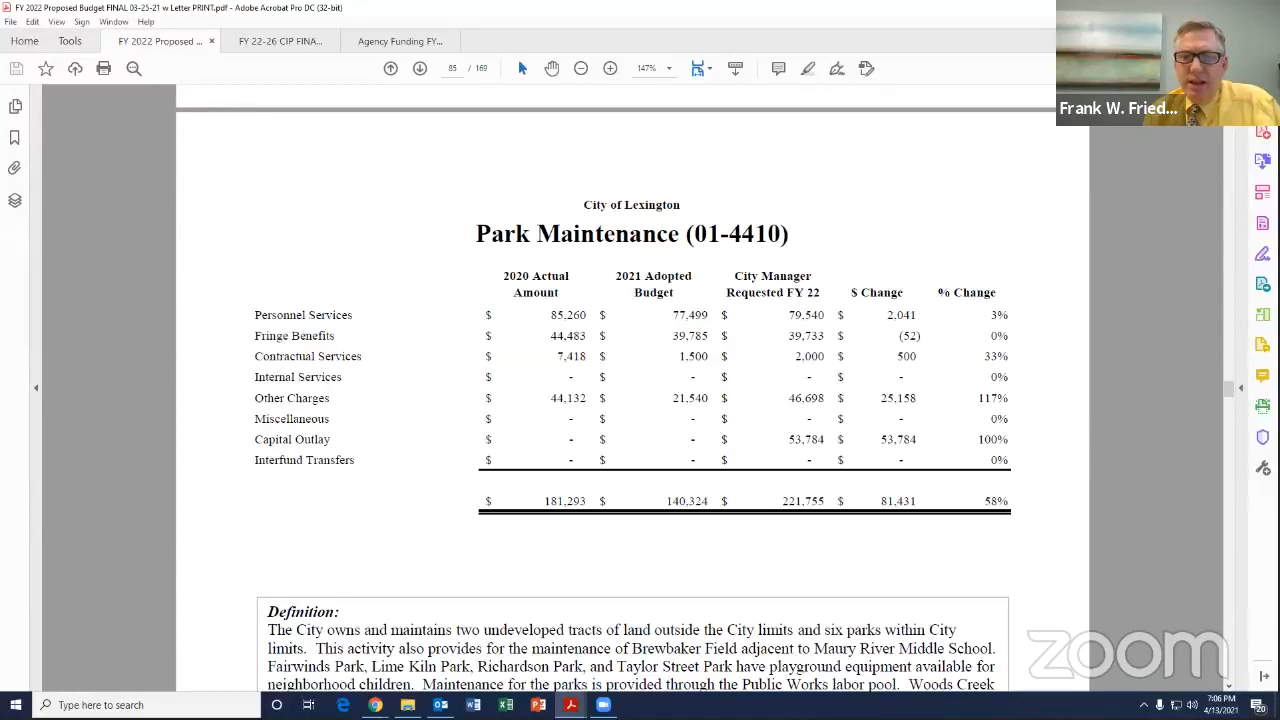 FY 2022 Proposed Budget FINAL 03-25-21 w Letter PRINT.pdf - Adobe Acrobat Pro DC (32-bit)
File Edit View Sign Window Help
Home Tools FY 2022 Proposed ... × FY 22-26 CIP FINA... Agency Funding FY...
85 / 169 147%
Frank W. Fried...
City of Lexington
Park Maintenance (01-4410)
2020 Actual 2021 Adopted City Manager
Amount Budget Requested FY 22 $ Change % Change
Personnel Services $ 85,260 $ 77,499 $ 79,540 $ 2,041 3%
Fringe Benefits $ 44,483 $ 39,785 $ 39,733 $ (52) 0%
Contractual Services $ 7,418 $ 1,500 $ 2,000 $ 500 33%
Internal Services $ - $ - $ - $ - 0%
Other Charges $ 44,132 $ 21,540 $ 46,698 $ 25,158 117%
Miscellaneous $ - $ - $ - $ - 0%
Capital Outlay $ - $ - $ 53,784 $ 53,784 100%
Interfund Transfers $ - $ - $ - $ - 0%
$ 181,293 $ 140,324 $ 221,755 $ 81,431 58%
Definition:
The City owns and maintains two undeveloped tracts of land outside the City limits and six parks within City
limits. This activity also provides for the maintenance of Brewbaker Field adjacent to Maury River Middle School.
Fairwinds Park, Lime Kiln Park, Richardson Park, and Taylor Street Park have playground equipment available for
neighborhood children. Maintenance for the parks is provided through the Public Works labor pool. Woods Creek
zoom
Type here to search
7:06 PM
4/13/2021
20